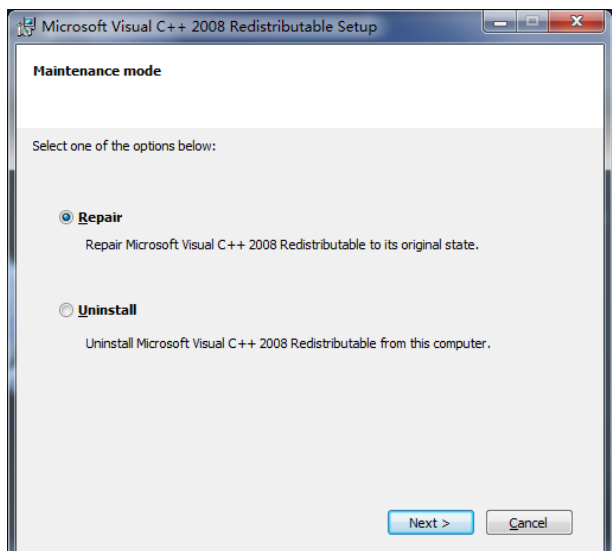 Microsoft Visual C++ 2008 Redistributable Setup
Maintenance mode
Select one of the options below:
Repair
Repair Microsoft Visual C++ 2008 Redistributable to its original state.
Uninstall
Uninstall Microsoft Visual C++ 2008 Redistributable from this computer.
Next > Cancel